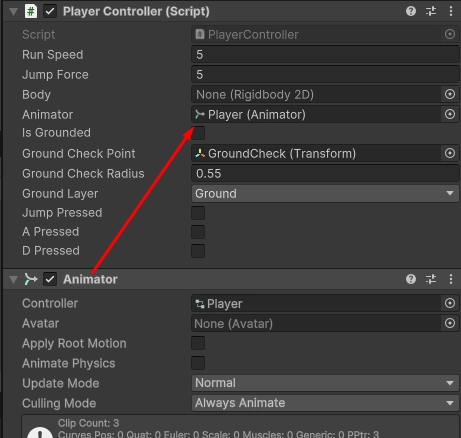 Player Controller (Script)
Script PlayerController
Run Speed 5
Jump Force 5
Body None (Rigidbody 2D)
Animator Player (Animator)
Is Grounded
Ground Check Point GroundCheck (Transform)
Ground Check Radius 0.55
Ground Layer Ground
Jump Pressed
A Pressed
D Pressed
Animator
Controller Player
Avatar None (Avatar)
Apply Root Motion
Animate Physics
Update Mode Normal
Culling Mode Always Animate
Clip Count: 3
Curves Pos: 0 Quat: 0 Euler: 0 Scale: 0 Muscles: 0 Generic: 0 PPtr: 3